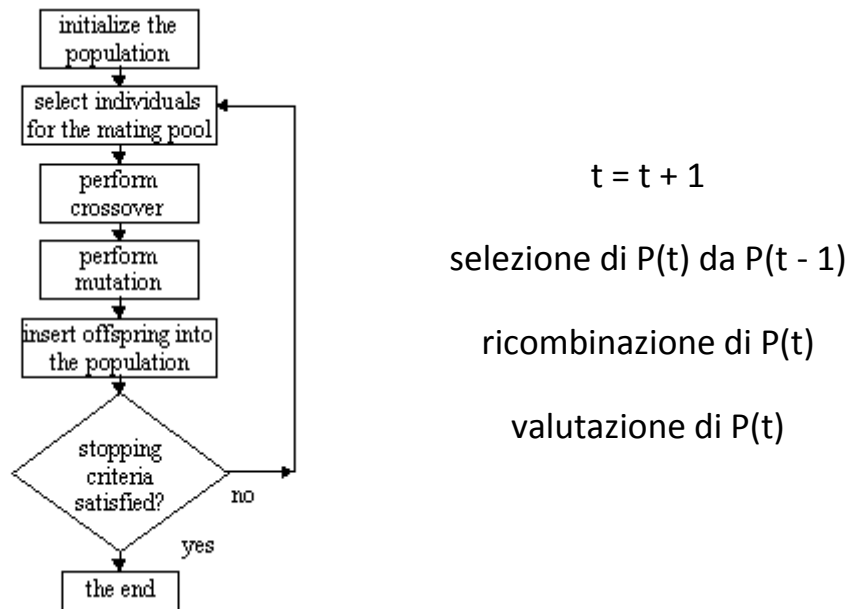 initialize the
population
select individuals
for the mating pool
perform
crossover
perform
mutation
insert offspring into
the population
stopping
criteria
satisfied?
no
yes
the end
t = t + 1
selezione di P(t) da P(t - 1)
ricombinazione di P(t)
valutazione di P(t)